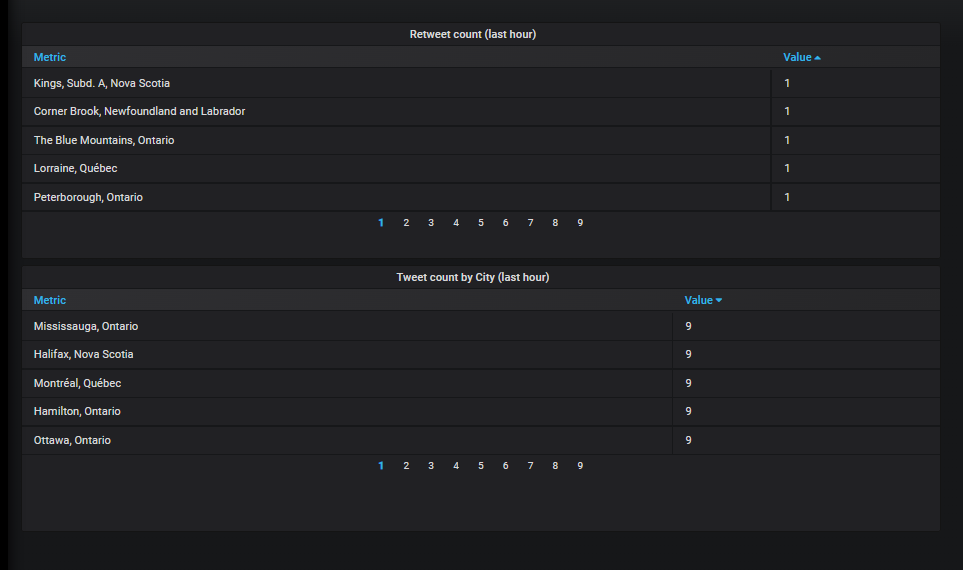 Retweet count (last hour)
Metric Value
Kings, Subd. A, Nova Scotia 1
Corner Brook, Newfoundland and Labrador 1
The Blue Mountains, Ontario 1
Lorraine, Québec 1
Peterborough, Ontario 1
1 2 3 4 5 6 7 8 9
Tweet count by City (last hour)
Metric Value
Mississauga, Ontario 9
Halifax, Nova Scotia 9
Montréal, Québec 9
Hamilton, Ontario 9
Ottawa, Ontario 9
1 2 3 4 5 6 7 8 9